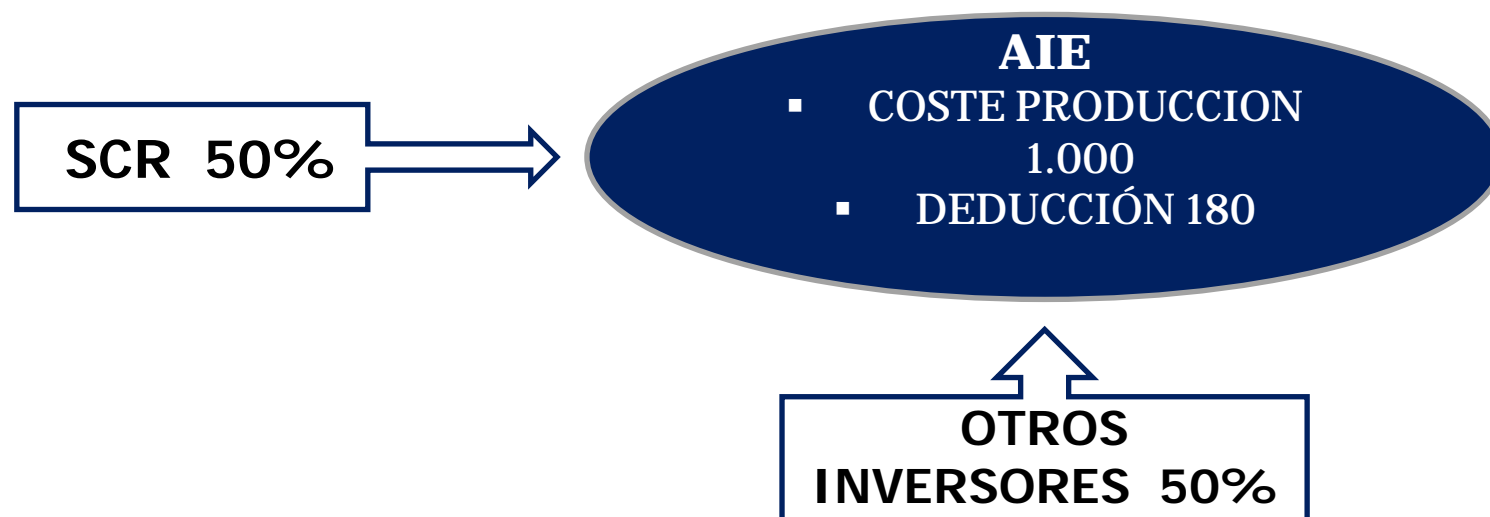 AIE
▪ COSTE PRODUCCION
1.000
▪ DEDUCCIÓN 180
SCR 50%
OTROS
INVERSORES 50%